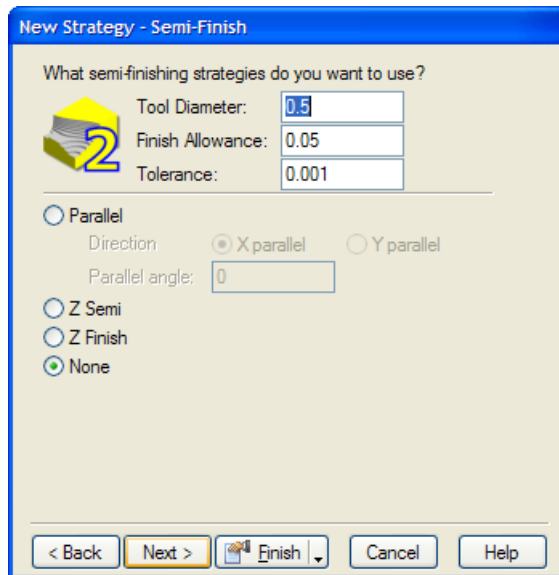 New Strategy - Semi-Finish
What semi-finishing strategies do you want to use?
2
Tool Diameter: 0.5
Finish Allowance: 0.05
Tolerance: 0.001
Parallel
Direction X parallel Y parallel
Parallel angle: 0
Z Semi
Z Finish
None
< Back Next > Finish Cancel Help